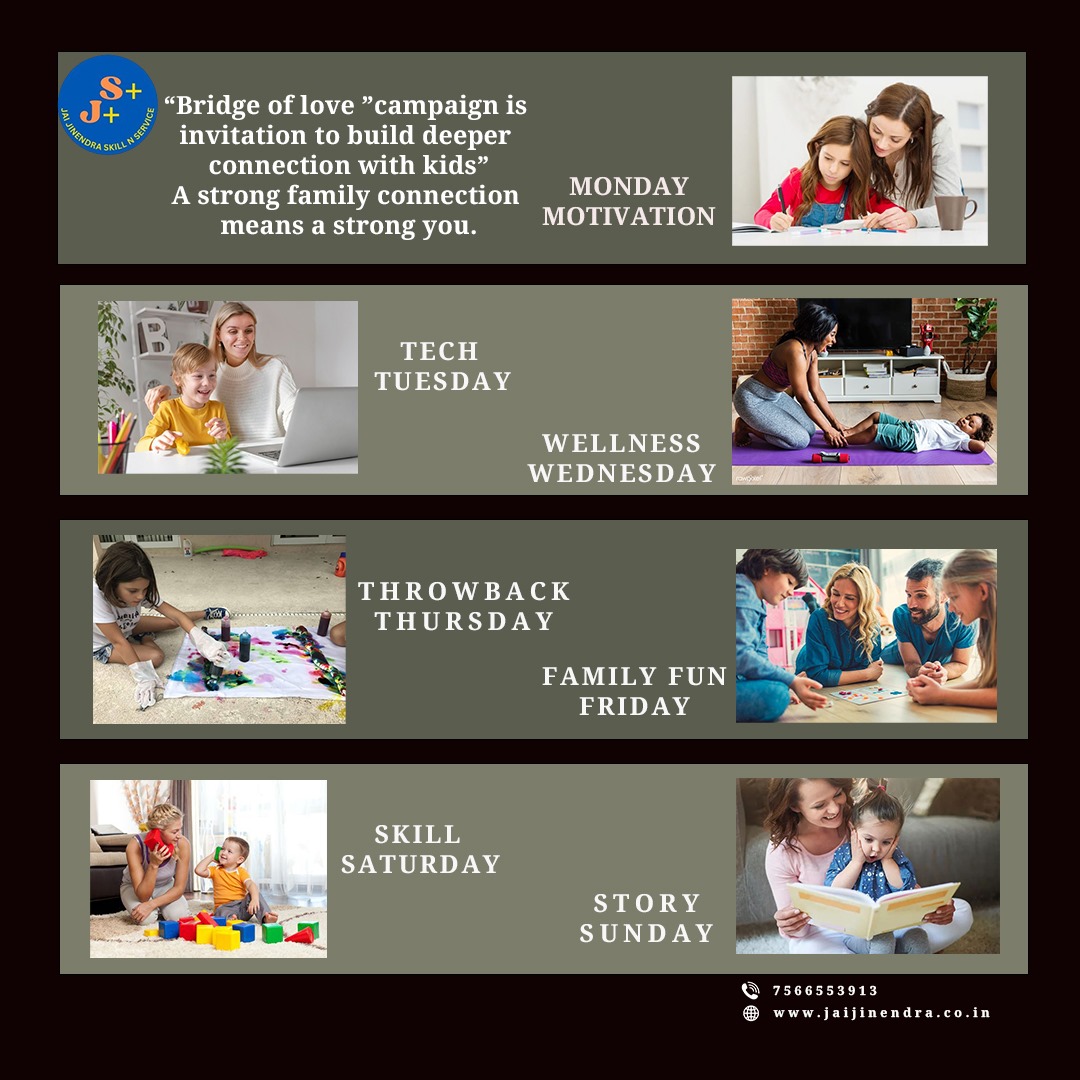 S+
J+
JAI JINENDRA SKILL N SERVICE
“Bridge of love ”campaign is
invitation to build deeper
connection with kids”
A strong family connection
means a strong you.
MONDAY
MOTIVATION
B
TECH
TUESDAY
WELLNESS
WEDNESDAY
THROWBACK
THURSDAY
FAMILY FUN
FRIDAY
SKILL
SATURDAY
STORY
SUNDAY
7566553913
www.jaijinendra.co.in